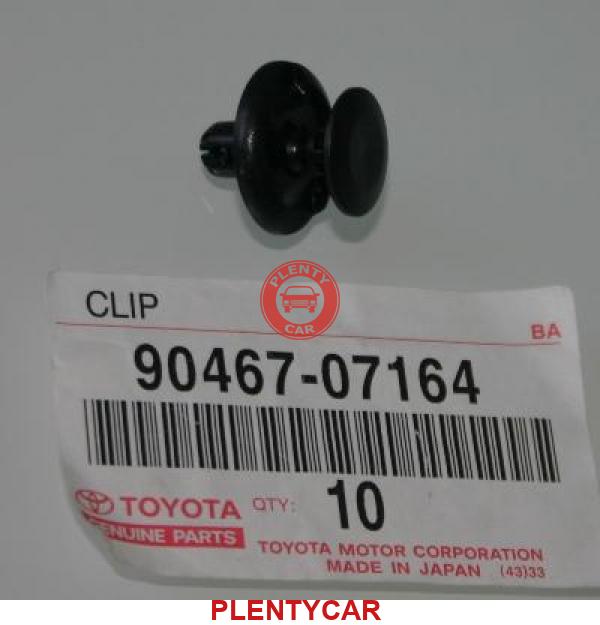 PLENTY
CAR
CLIP
BA
90467-07164
TOYOTA QTY: 10
GENUINE PARTS
TOYOTA MOTOR CORPORATION
MADE IN JAPAN (43)33
PLENTYCAR